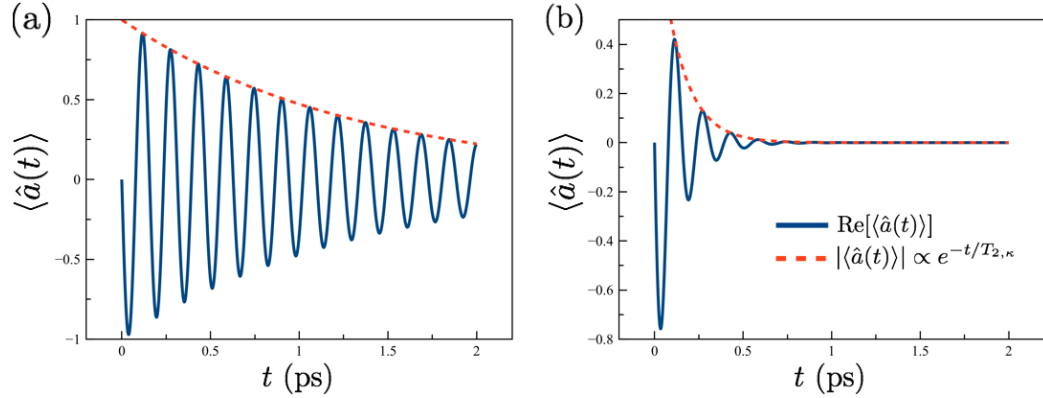 (a)
1
0.5
0
−0.5
−1
⟨â(t)⟩
0 0.5 1 1.5 2
t (ps)
(b)
0.4
0.2
0
−0.2
−0.4
−0.6
−0.8
⟨â(t)⟩
Re[⟨â(t)⟩]
|⟨â(t)⟩| ∝ e^{−t/T_{2,κ}}
0 0.5 1 1.5 2
t (ps)